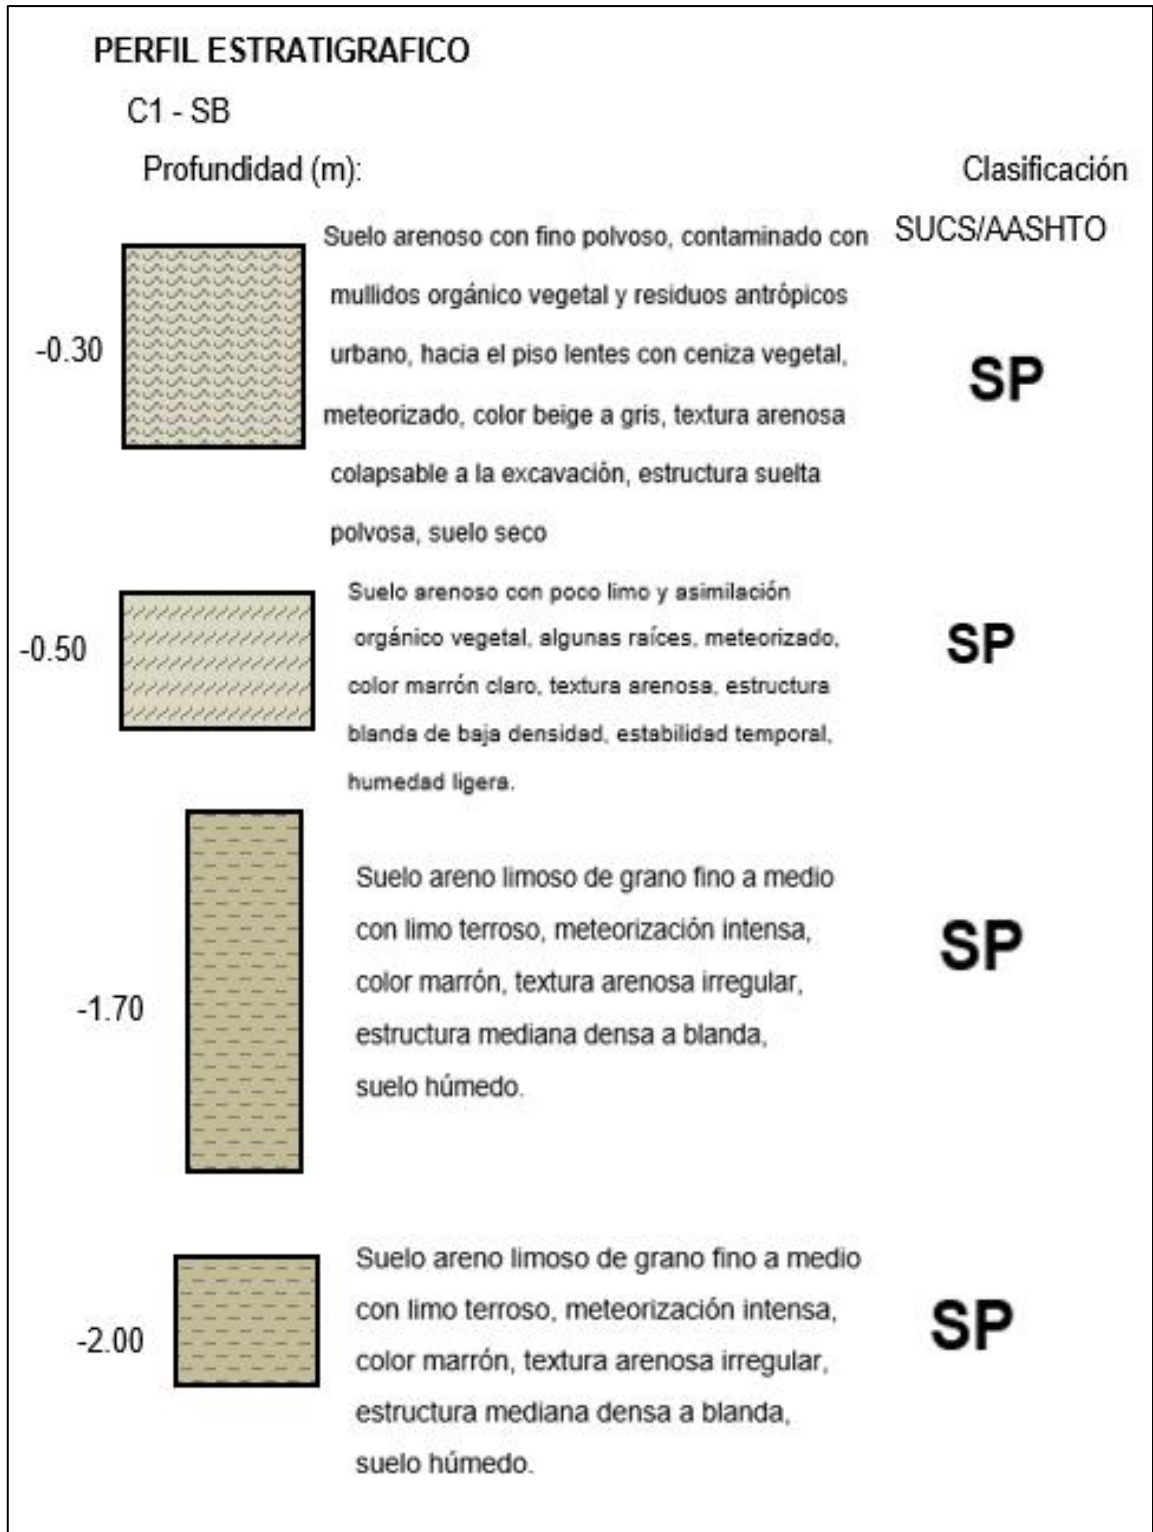 PERFIL ESTRATIGRAFICO
C1 - SB
Profundidad (m):
Clasificación
SUCS/AASHTO
-0.30
Suelo arenoso con fino polvoso, contaminado con
mullidos orgánico vegetal y residuos antrópicos
urbano, hacia el piso lentes con ceniza vegetal,
meteorizado, color beige a gris, textura arenosa
colapsable a la excavación, estructura suelta
polvosa, suelo seco
SP
-0.50
Suelo arenoso con poco limo y asimilación
orgánico vegetal, algunas raíces, meteorizado,
color marrón claro, textura arenosa, estructura
blanda de baja densidad, estabilidad temporal,
humedad ligera.
SP
-1.70
Suelo areno limoso de grano fino a medio
con limo terroso, meteorización intensa,
color marrón, textura arenosa irregular,
estructura mediana densa a blanda,
suelo húmedo.
SP
-2.00
Suelo areno limoso de grano fino a medio
con limo terroso, meteorización intensa,
color marrón, textura arenosa irregular,
estructura mediana densa a blanda,
suelo húmedo.
SP